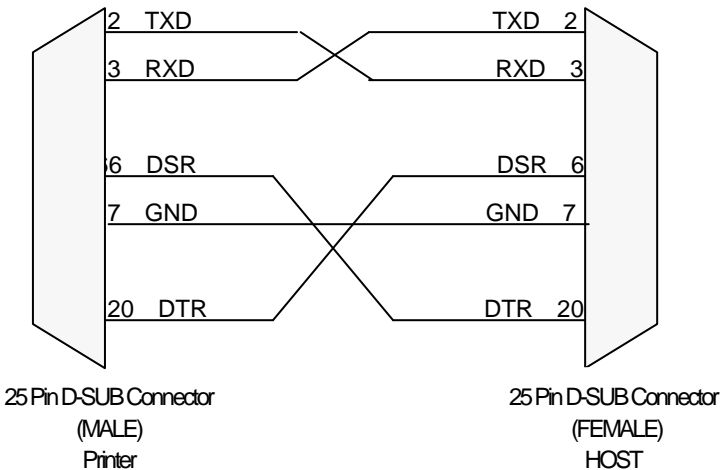 2 TXD TXD 2
3 RXD RXD 3
66 DSR DSR 6
7 GND GND 7
20 DTR DTR 20
25 Pin D-SUB Connector 25 Pin D-SUB Connector
(MALE) (FEMALE)
Printer HOST